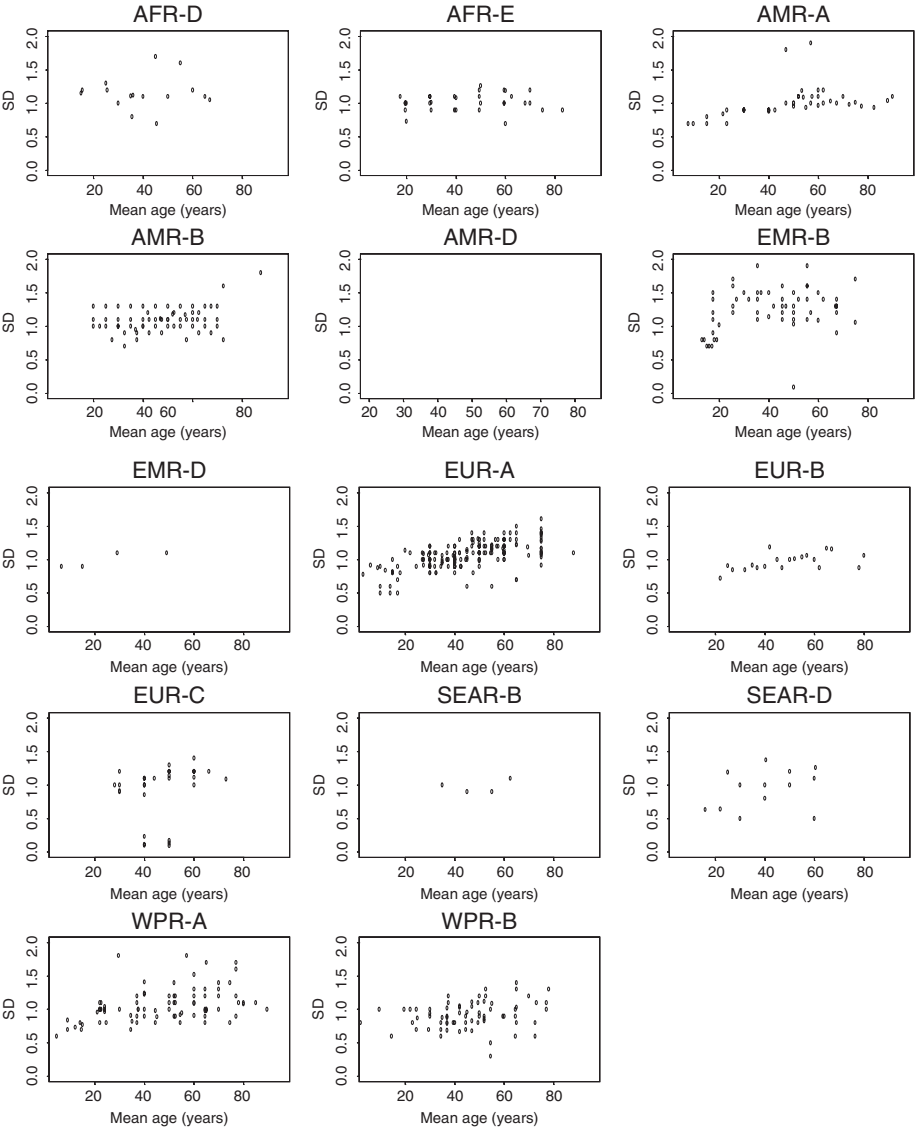 AFR-D AFR-E AMR-A
SD 0.0 0.5 1.0 1.5 2.0 SD 0.0 0.5 1.0 1.5 2.0 SD 0.0 0.5 1.0 1.5 2.0
20 40 60 80 20 40 60 80 20 40 60 80
Mean age (years) Mean age (years) Mean age (years)
AMR-B AMR-D EMR-B
SD 0.0 0.5 1.0 1.5 2.0 SD 0.0 0.5 1.0 1.5 2.0 SD 0.0 0.5 1.0 1.5 2.0
20 40 60 80 20 30 40 50 60 70 80 20 40 60 80
Mean age (years) Mean age (years) Mean age (years)
EMR-D EUR-A EUR-B
SD 0.0 0.5 1.0 1.5 2.0 SD 0.0 0.5 1.0 1.5 2.0 SD 0.0 0.5 1.0 1.5 2.0
20 40 60 80 20 40 60 80 20 40 60 80
Mean age (years) Mean age (years) Mean age (years)
EUR-C SEAR-B SEAR-D
SD 0.0 0.5 1.0 1.5 2.0 SD 0.0 0.5 1.0 1.5 2.0 SD 0.0 0.5 1.0 1.5 2.0
20 40 60 80 20 40 60 80 20 40 60 80
Mean age (years) Mean age (years) Mean age (years)
WPR-A WPR-B
SD 0.0 0.5 1.0 1.5 2.0 SD 0.0 0.5 1.0 1.5 2.0
20 40 60 80 20 40 60 80
Mean age (years) Mean age (years)